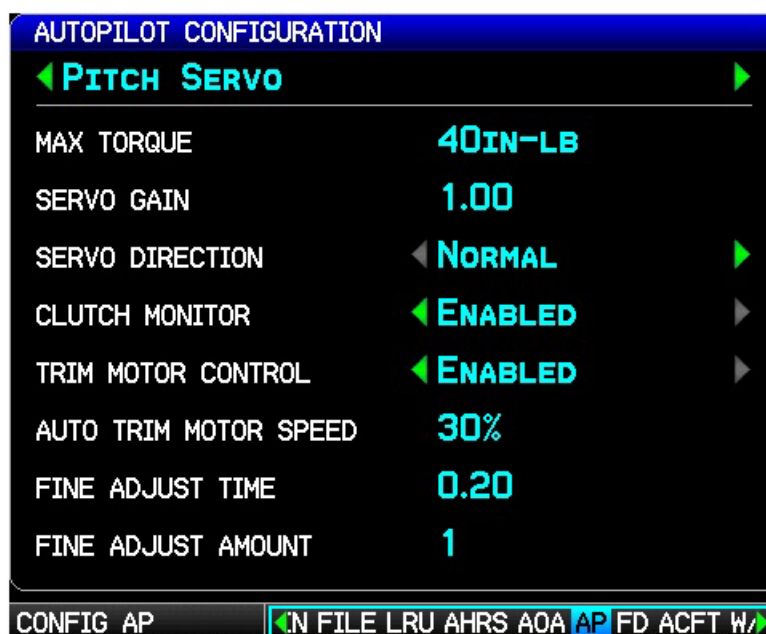 AUTOPILOT CONFIGURATION
PITCH SERVO
MAX TORQUE 40IN-LB
SERVO GAIN 1.00
SERVO DIRECTION NORMAL
CLUTCH MONITOR ENABLED
TRIM MOTOR CONTROL ENABLED
AUTO TRIM MOTOR SPEED 30%
FINE ADJUST TIME 0.20
FINE ADJUST AMOUNT 1
CONFIG AP FILE LRU AHRS AOA AP FD ACFT